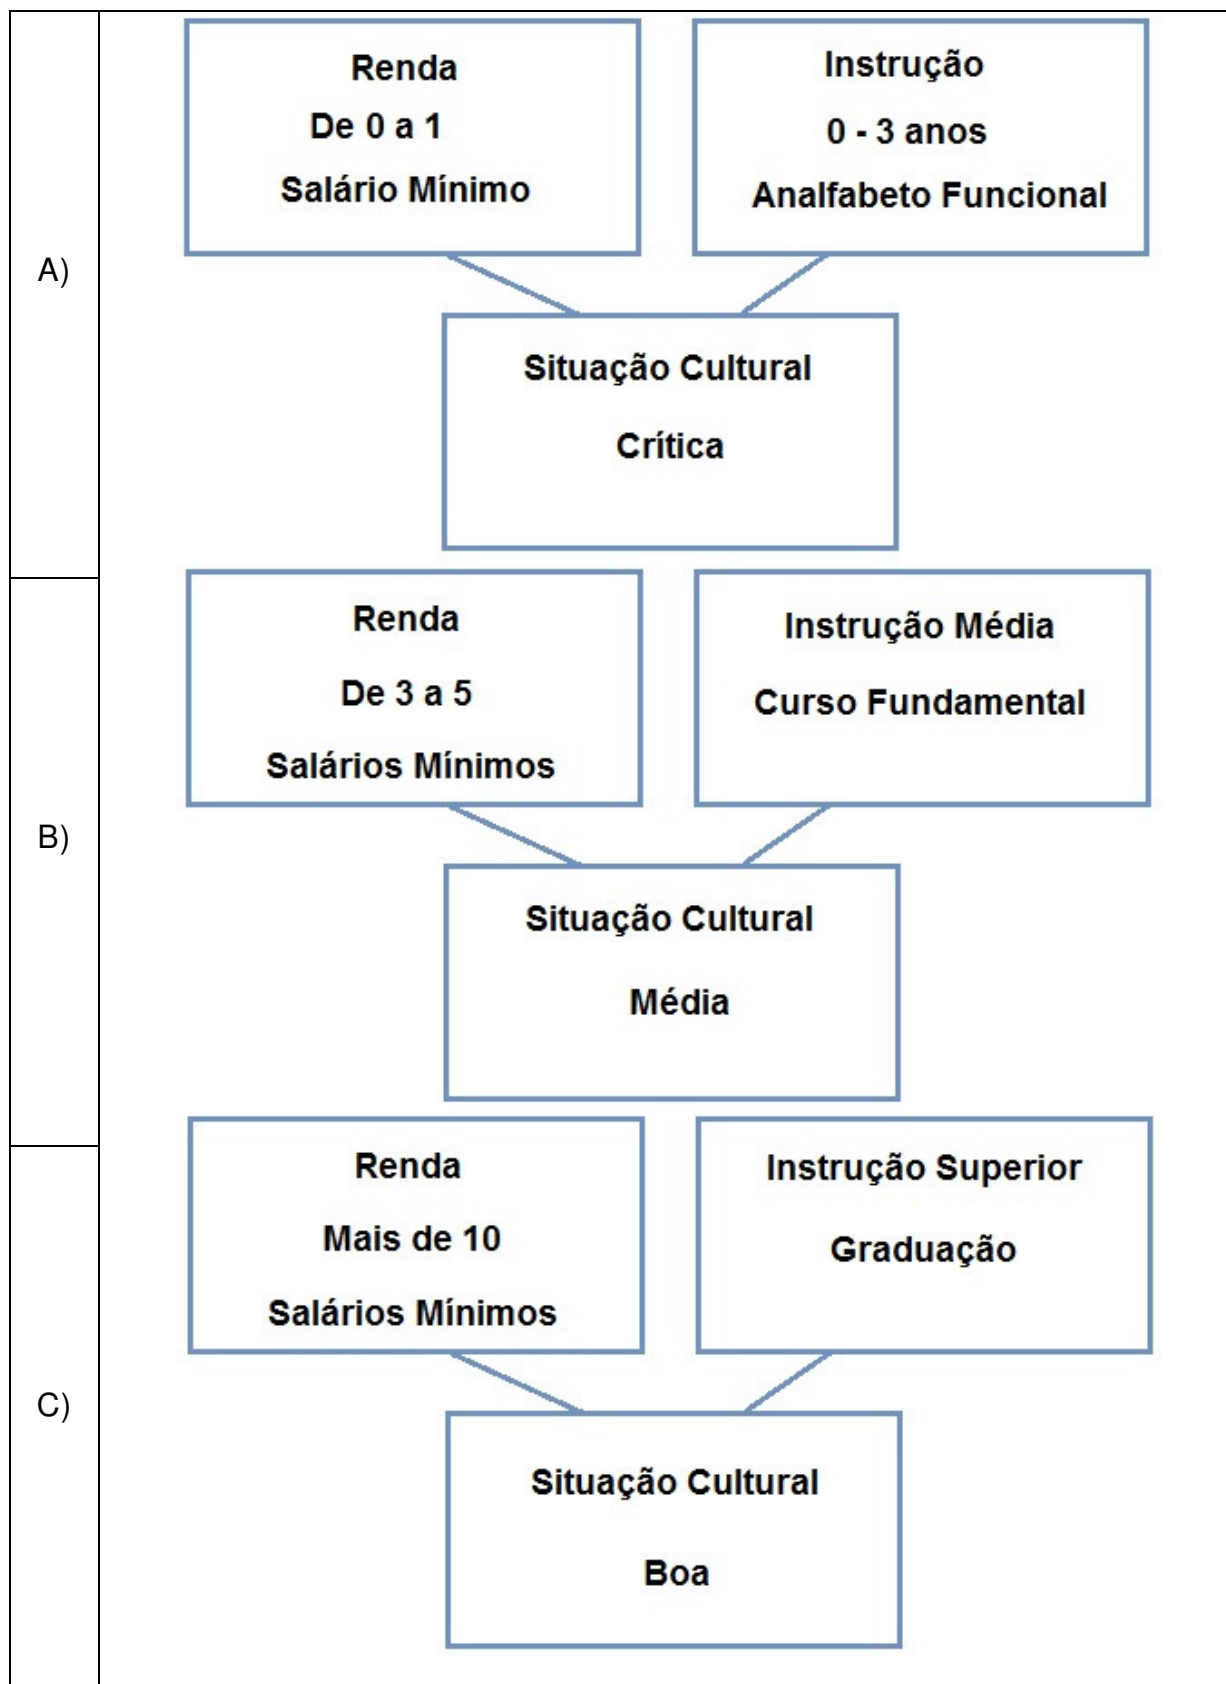 A)
Renda
De 0 a 1
Salário Mínimo
Instrução
0 - 3 anos
Analfabeto Funcional
Situação Cultural
Crítica
B)
Renda
De 3 a 5
Salários Mínimos
Instrução Média
Curso Fundamental
Situação Cultural
Média
C)
Renda
Mais de 10
Salários Mínimos
Instrução Superior
Graduação
Situação Cultural
Boa